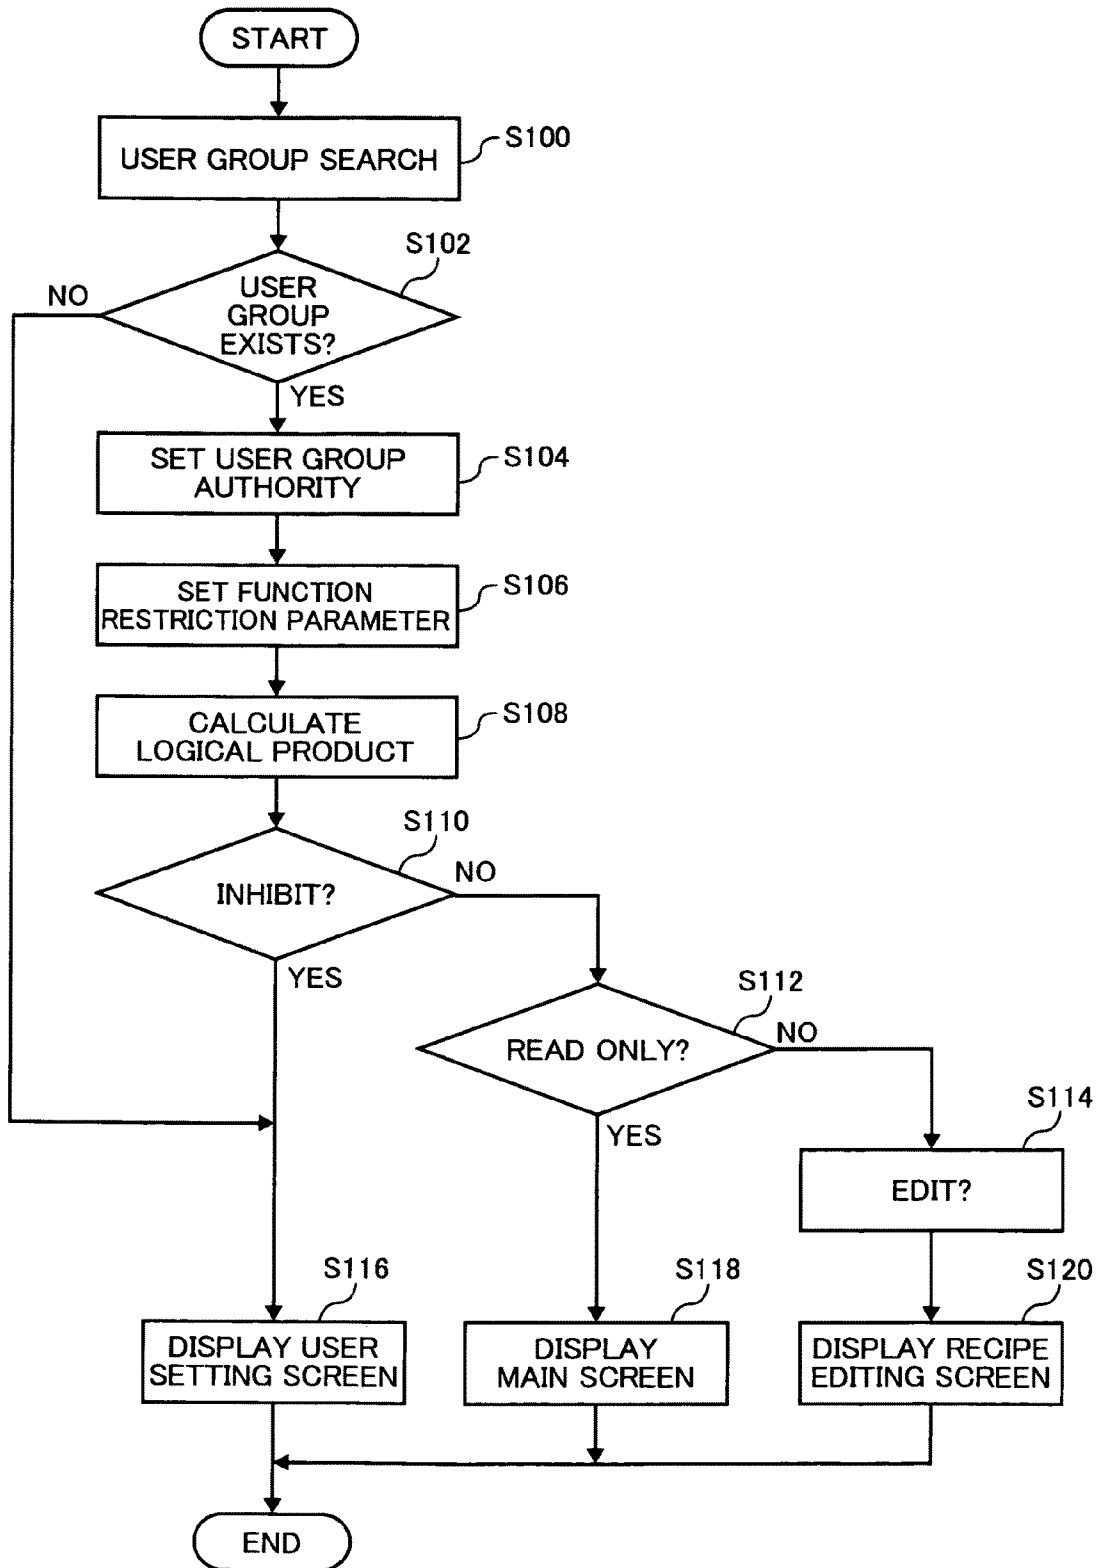 START
USER GROUP SEARCH
S100
S102
USER
GROUP
EXISTS?
NO
YES
SET USER GROUP
AUTHORITY
S104
SET FUNCTION
RESTRICTION PARAMETER
S106
CALCULATE
LOGICAL PRODUCT
S108
S110
INHIBIT?
NO
YES
S112
READ ONLY?
NO
YES
S114
EDIT?
S116
DISPLAY USER
SETTING SCREEN
S118
DISPLAY
MAIN SCREEN
S120
DISPLAY RECIPE
EDITING SCREEN
END